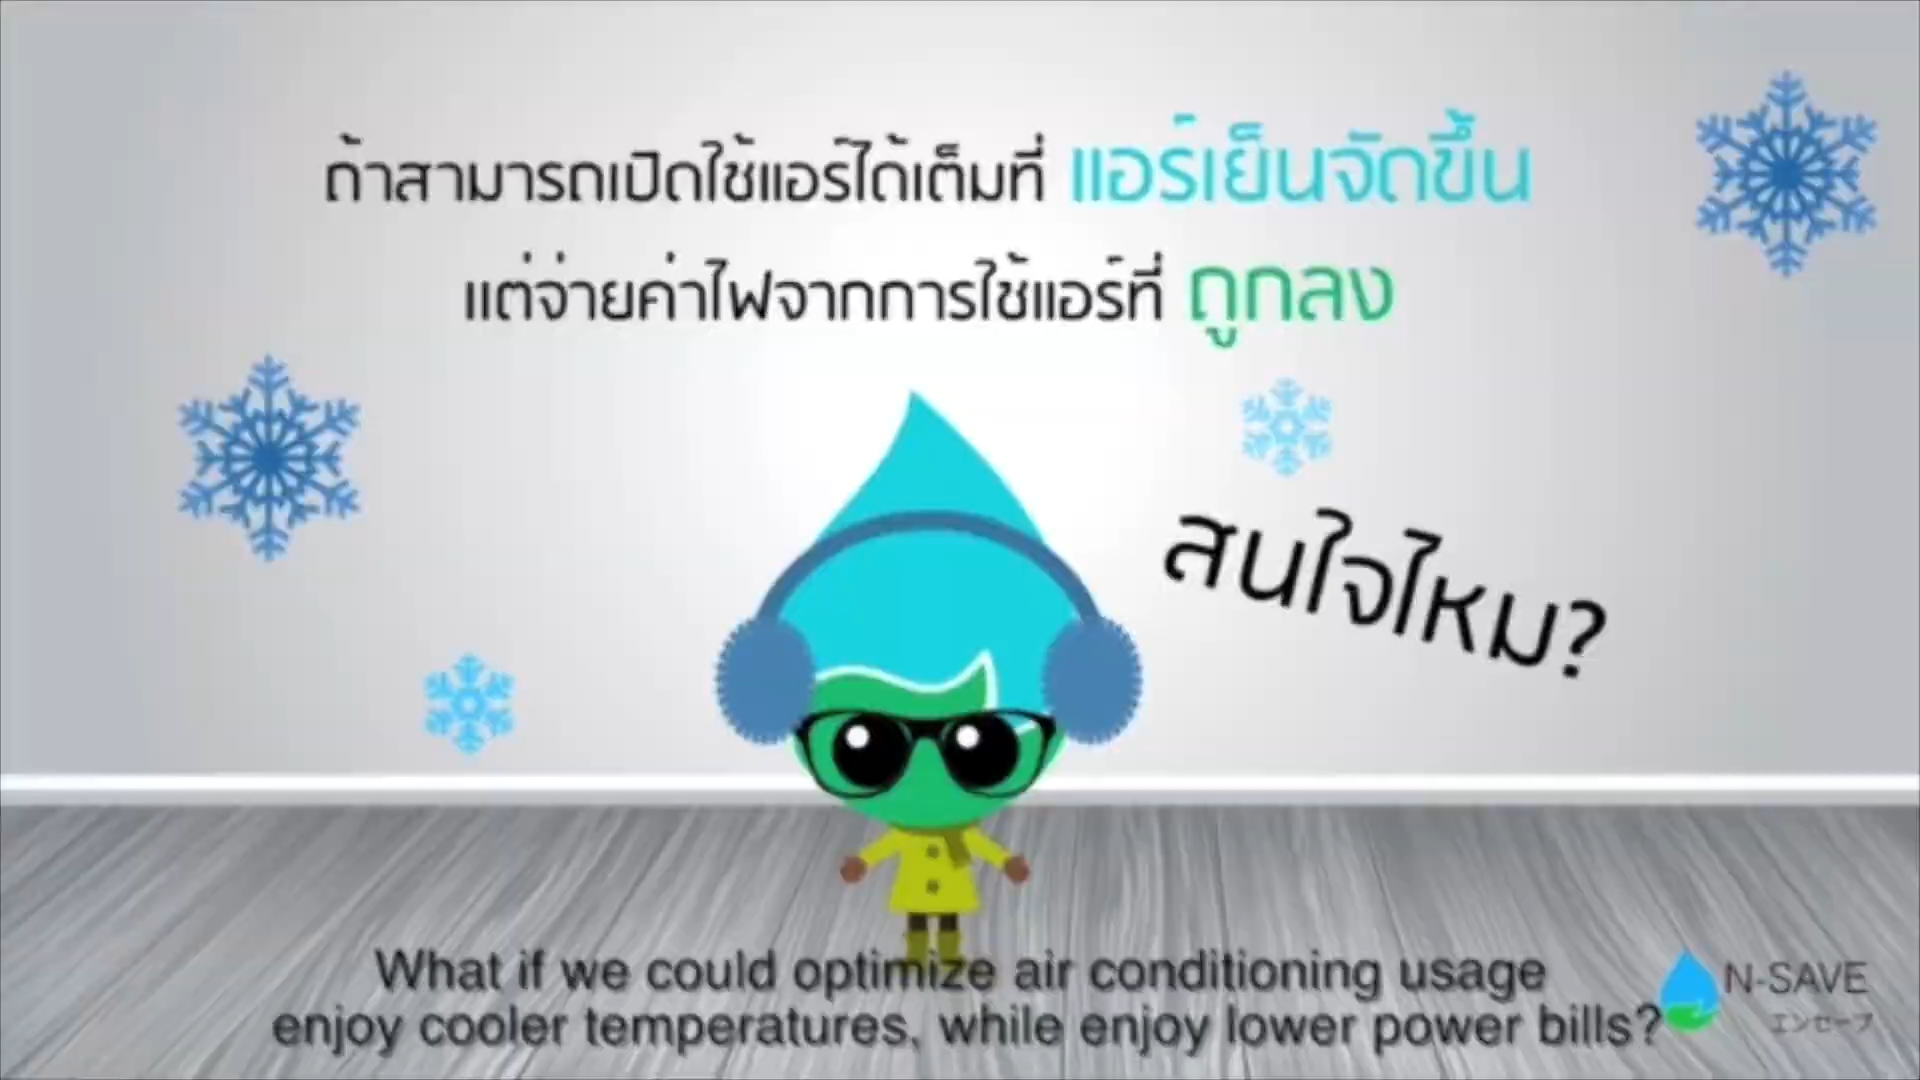 ถ้าสามารถเปิดใช้แอร์ได้เต็มที่ แอร์เย็นจัดขึ้น
แต่จ่ายค่าไฟจากการใช้แอร์ที่ ถูกลง
สนใจไหม?
What if we could optimize air conditioning usage
enjoy cooler temperatures, while enjoy lower power bills?
N-SAVE
エンセーブ